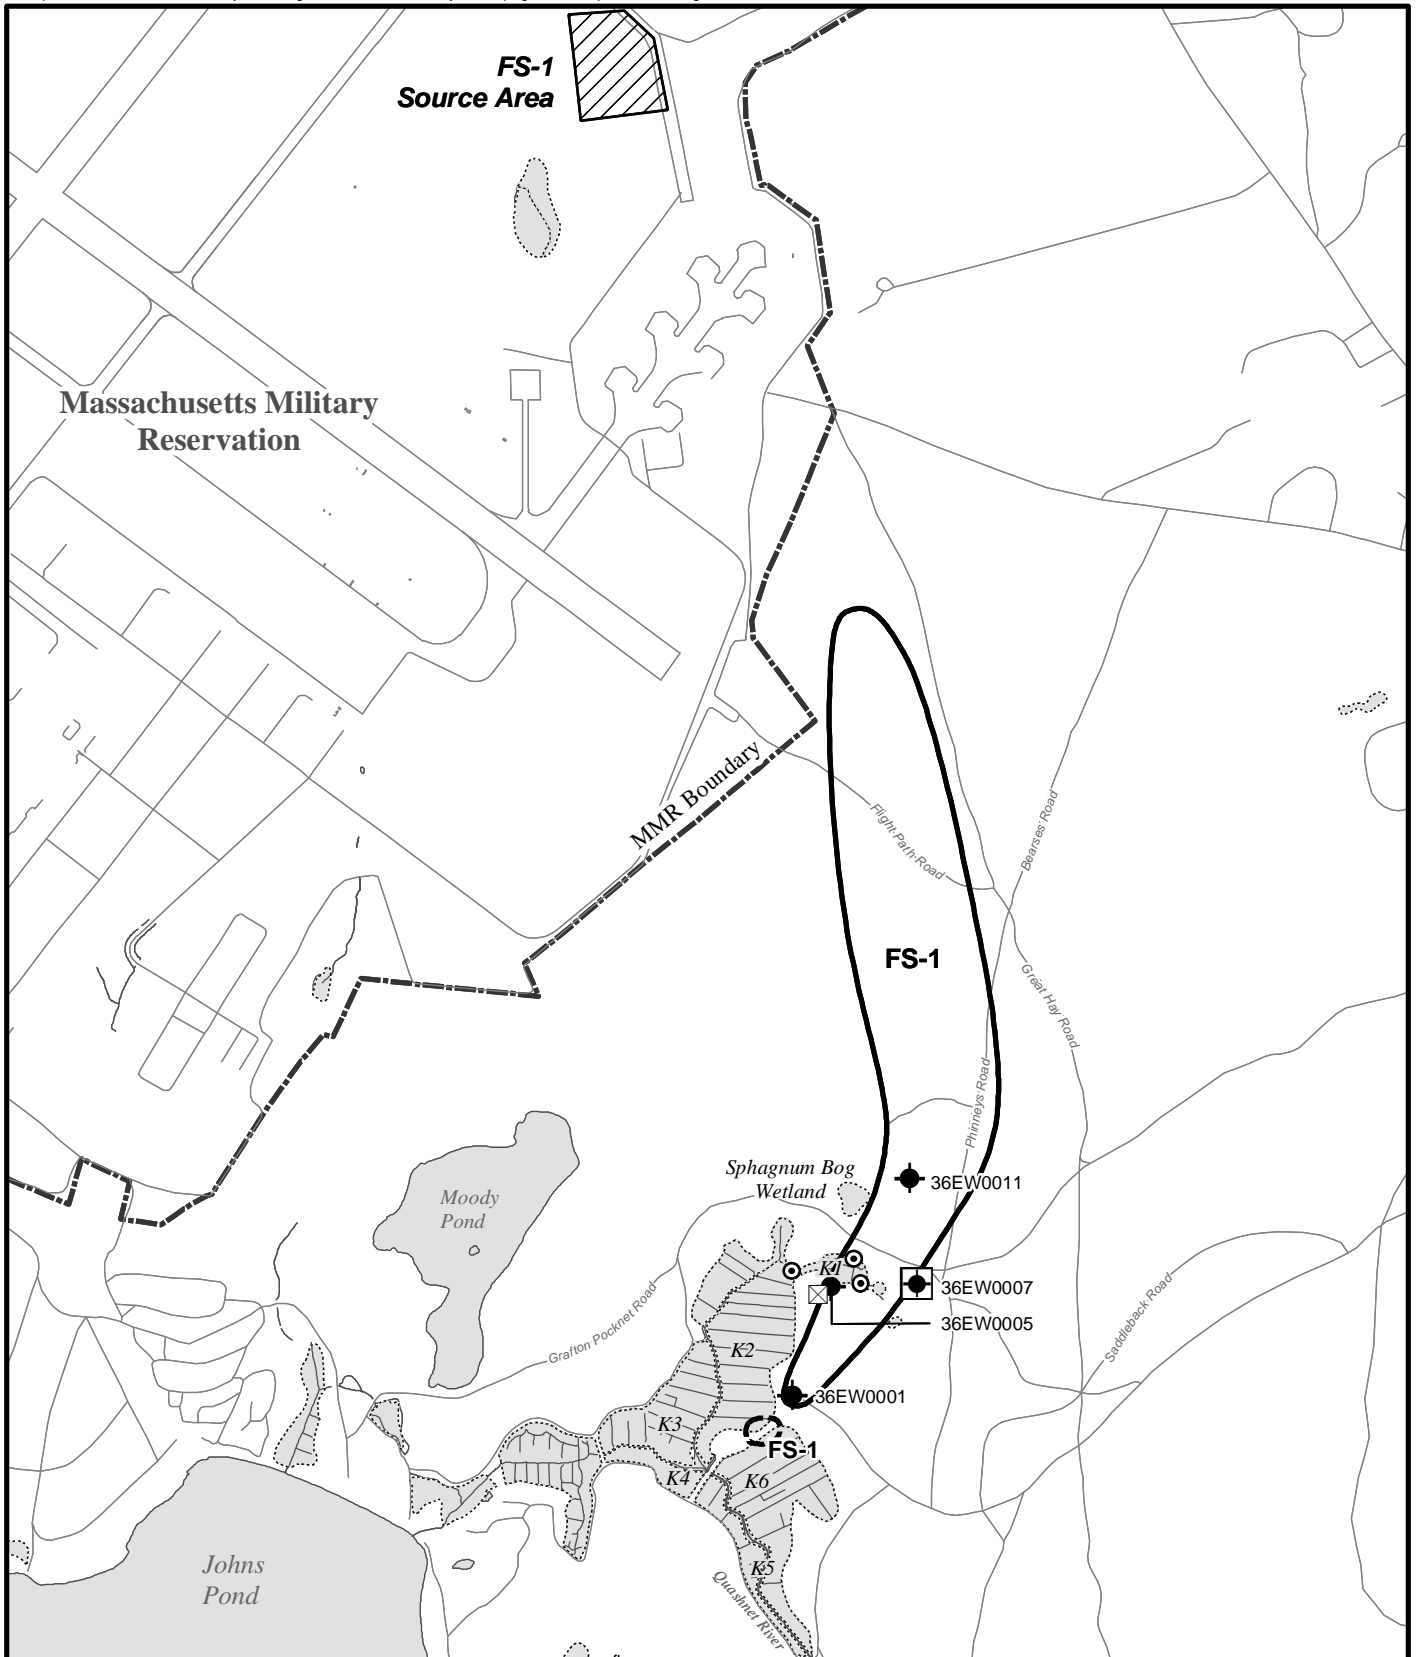 FS-1
Source Area
Massachusetts Military
Reservation
MMR Boundary
Flight Path Road
Bearses Road
FS-1
Great Hay Road
Phinneys Road
Sphagnum Bog
Wetland
36EW0011
Moody
Pond
K1
36EW0007
36EW0005
Grafton Pocknet Road
Saddleback Road
K2
36EW0001
K3
FS-1
K4
K6
K5
Johns
Pond
Quashnet River